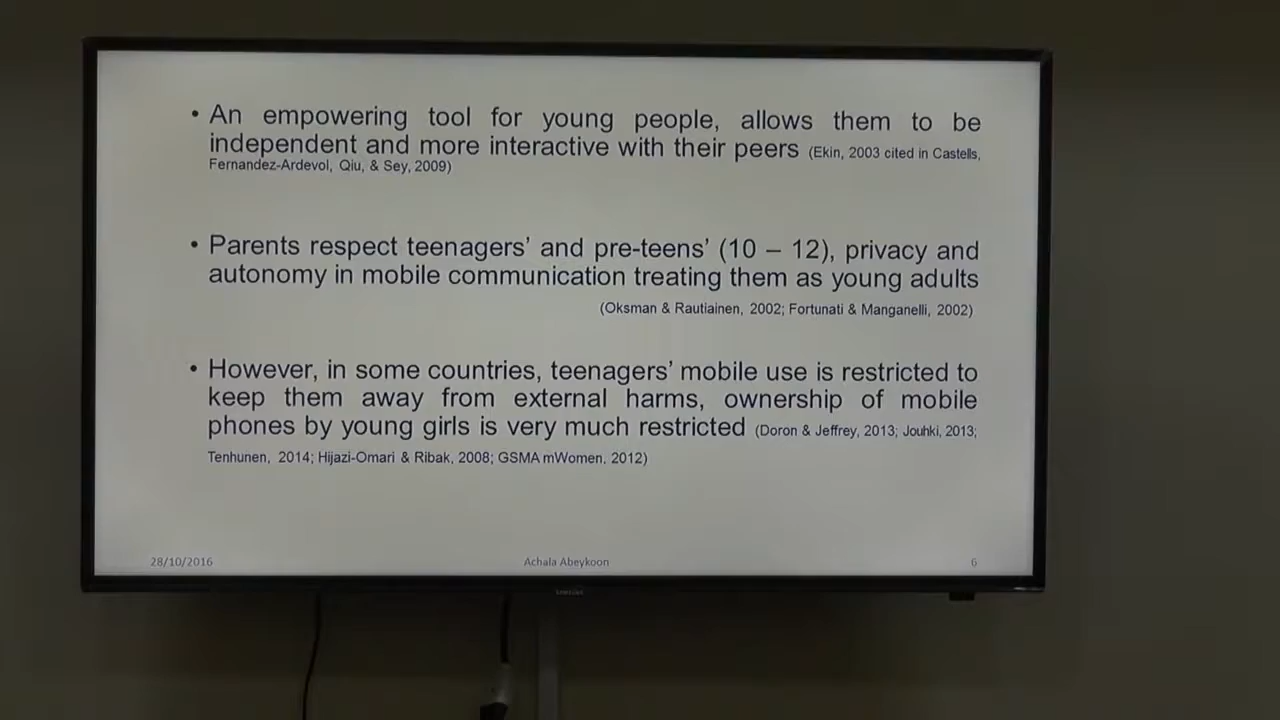 • An empowering tool for young people, allows them to be
independent and more interactive with their peers (Ekin, 2003 cited in Castells,
Fernandez-Ardevol, Qiu, & Sey, 2009)
• Parents respect teenagers’ and pre-teens’ (10 – 12), privacy and
autonomy in mobile communication treating them as young adults
(Oksman & Rautiainen, 2002; Fortunati & Manganelli, 2002)
• However, in some countries, teenagers’ mobile use is restricted to
keep them away from external harms, ownership of mobile
phones by young girls is very much restricted (Doron & Jeffrey, 2013; Jouhki, 2013;
Tenhunen, 2014; Hijazi-Omari & Ribak, 2008; GSMA mWomen, 2012)
28/10/2016 Achala Abeykoon 6